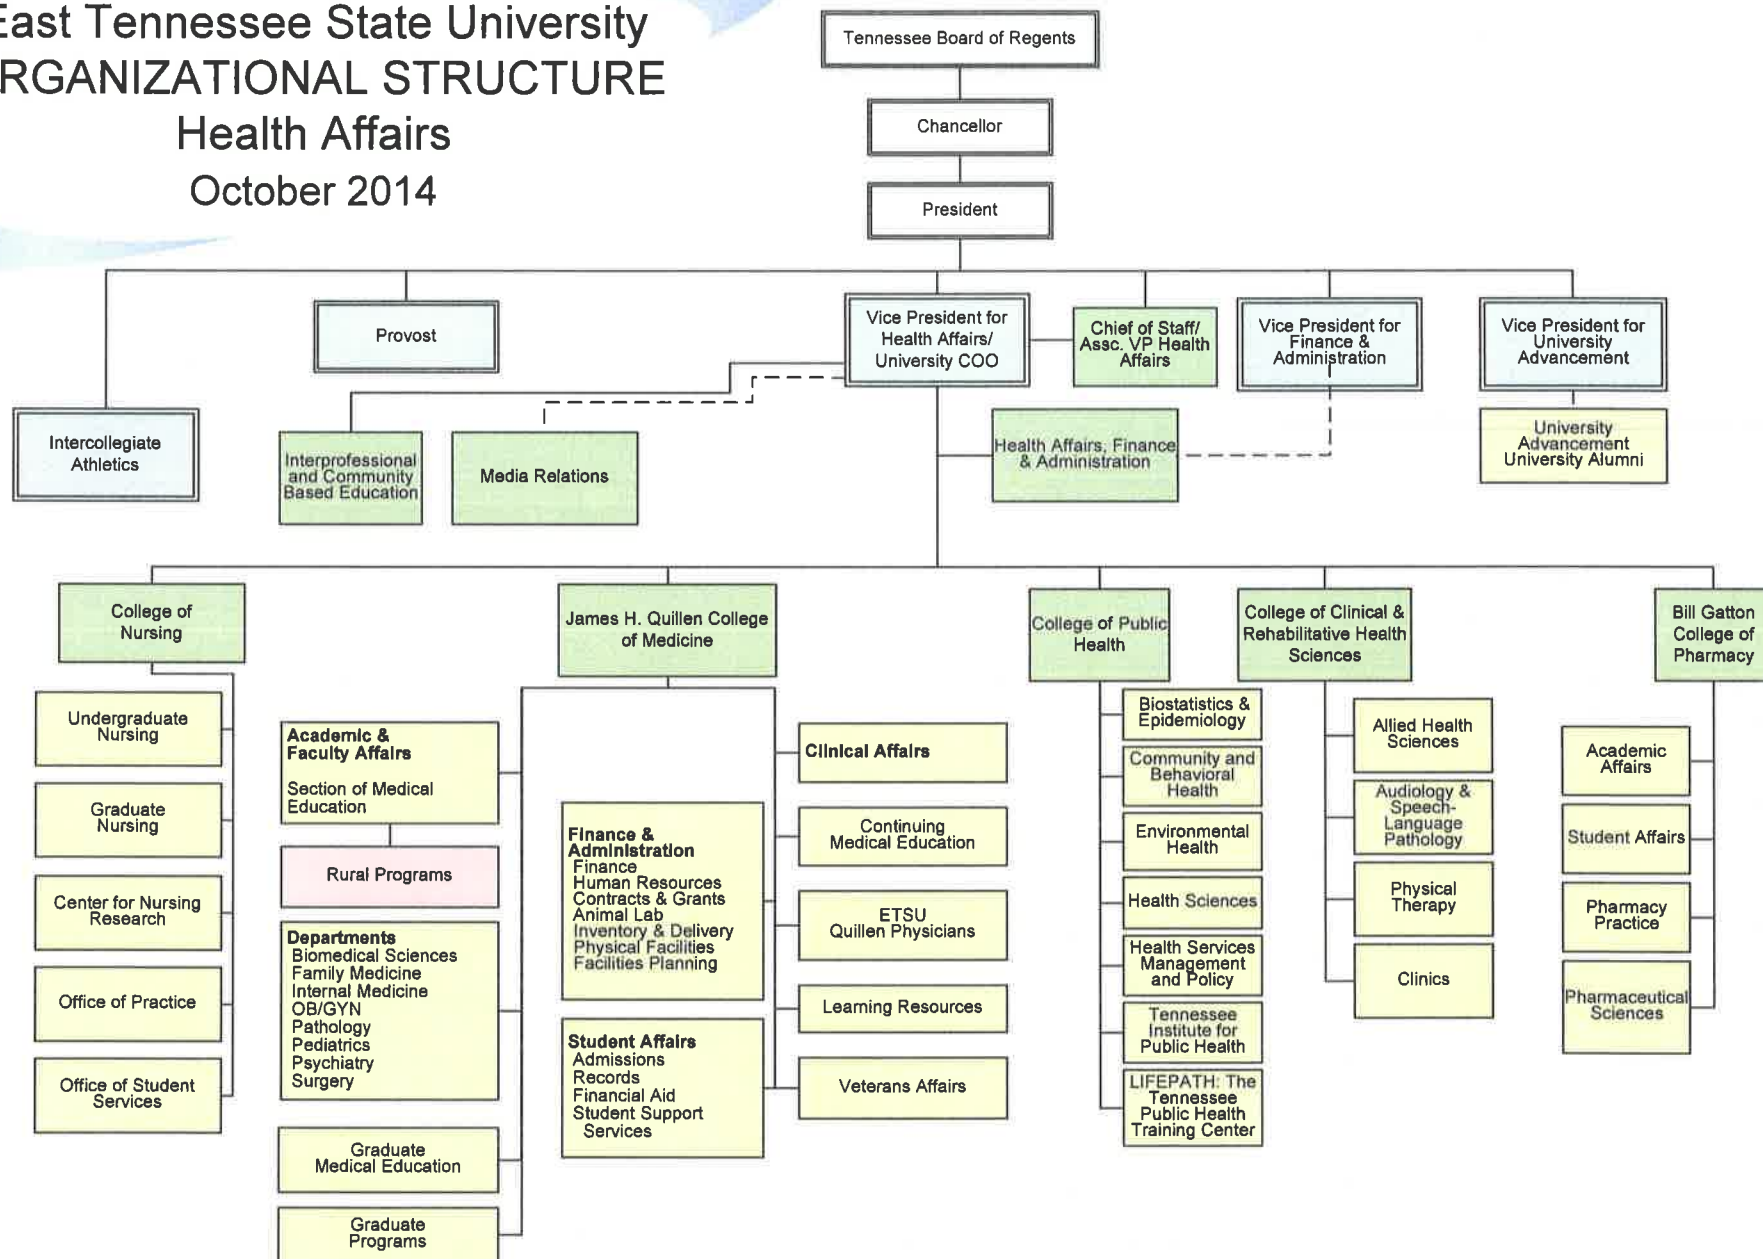 East Tennessee State University
RGANIZATIONAL STRUCTURE
Health Affairs
October 2014
Tennessee Board of Regents
Chancellor
President
Intercollegiate
Athletics
Provost
Vice President for
Health Affairs/
University COO
Chief of Staff/
Assc. VP Health
Affairs
Vice President for
Finance &
Administration
Vice President for
University
Advancement
Interprofessional
and Community
Based Education
Media Relations
Health Affairs, Finance
& Administration
University
Advancement
University Alumni
College of
Nursing
Undergraduate
Nursing
Graduate
Nursing
Center for Nursing
Research
Office of Practice
Office of Student
Services
James H. Quillen College
of Medicine
Academic &
Faculty Affairs
Section of Medical
Education
Rural Programs
Departments
Biomedical Sciences
Family Medicine
Internal Medicine
OB/GYN
Pathology
Pediatrics
Psychiatry
Surgery
Graduate
Medical Education
Graduate
Programs
Finance &
Administration
Finance
Human Resources
Contracts & Grants
Animal Lab
Inventory & Delivery
Physical Facilities
Facilities Planning
Student Affairs
Admissions
Records
Financial Aid
Student Support
Services
Clinical Affairs
Continuing
Medical Education
ETSU
Quillen Physicians
Learning Resources
Veterans Affairs
College of Public
Health
Biostatistics &
Epidemiology
Community and
Behavioral
Health
Environmental
Health
Health Sciences
Health Services
Management
and Policy
Tennessee
Institute for
Public Health
LIFEPATH: The
Tennessee
Public Health
Training Center
College of Clinical &
Rehabilitative Health
Sciences
Allied Health
Sciences
Audiology &
Speech-
Language
Pathology
Physical
Therapy
Clinics
Bill Gatton
College of
Pharmacy
Academic
Affairs
Student Affairs
Pharmacy
Practice
Pharmaceutical
Sciences